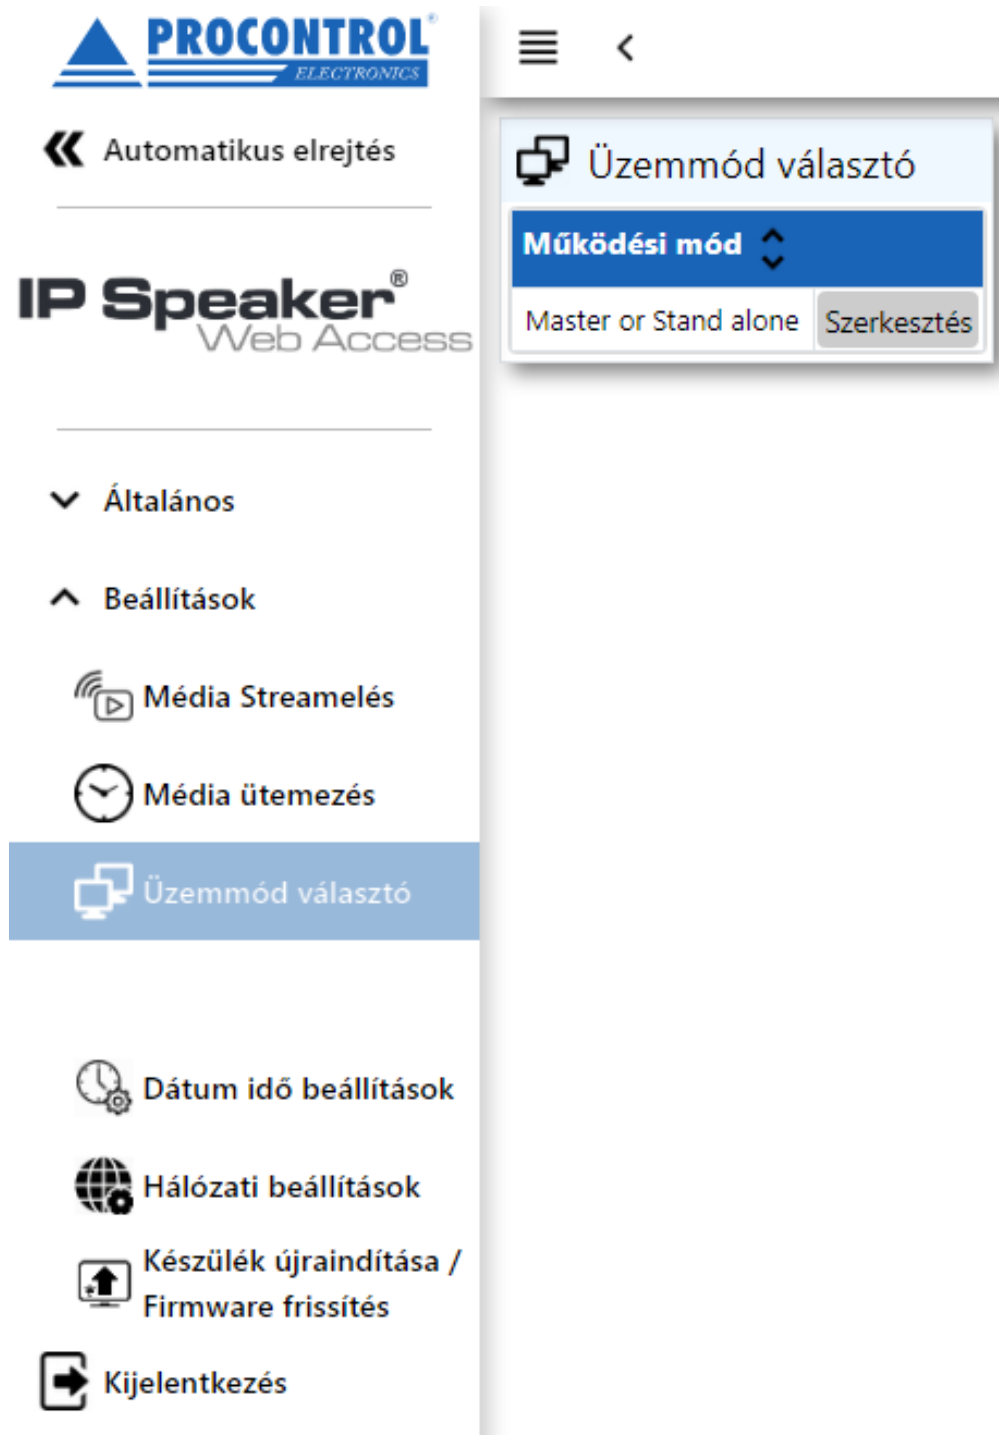 PROCONTROL®
ELECTRONICS
Automatikus elrejtés
IP Speaker®
Web Access
Általános
Beállítások
Média Streamelés
Média ütemezés
Üzemmód választó
Dátum idő beállítások
Hálózati beállítások
Készülék újraindítása /
Firmware frissítés
Kijelentkezés
Üzemmód választó
Működési mód
Master or Stand alone Szerkesztés